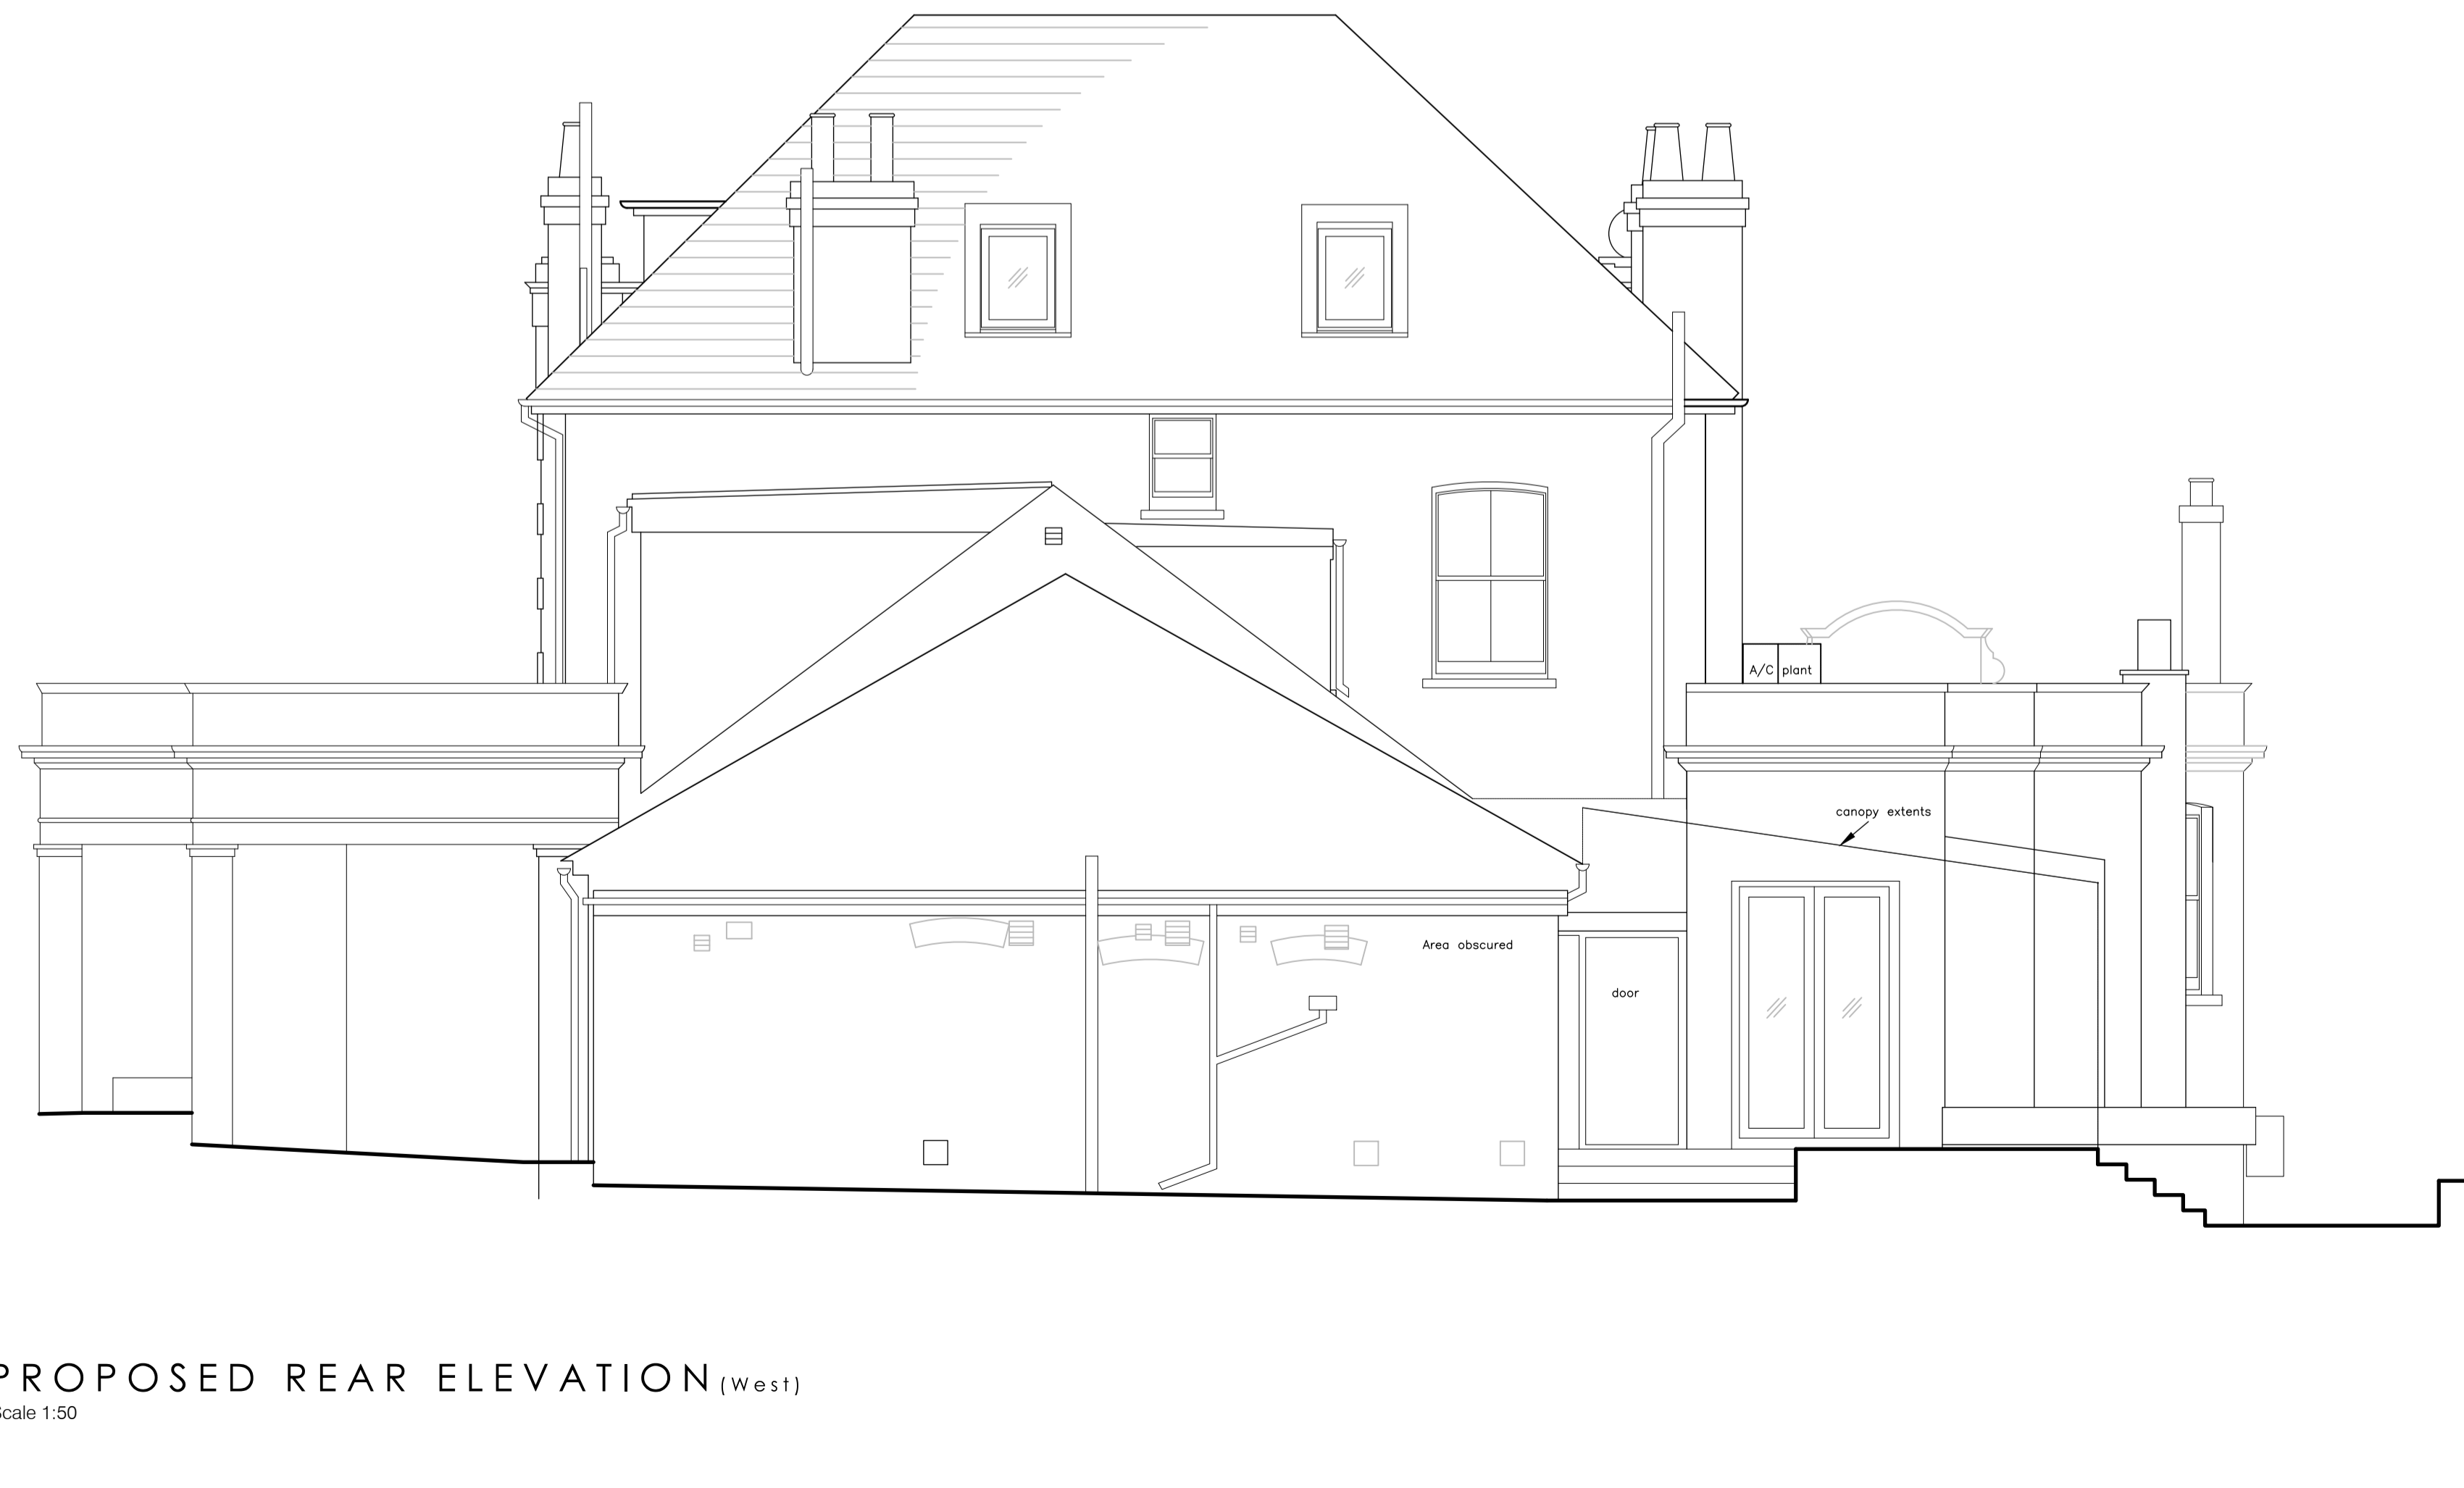 A/C plant
canopy extents
Area obscured
door
PROPOSED REAR ELEVATION (West)
Scale 1:50